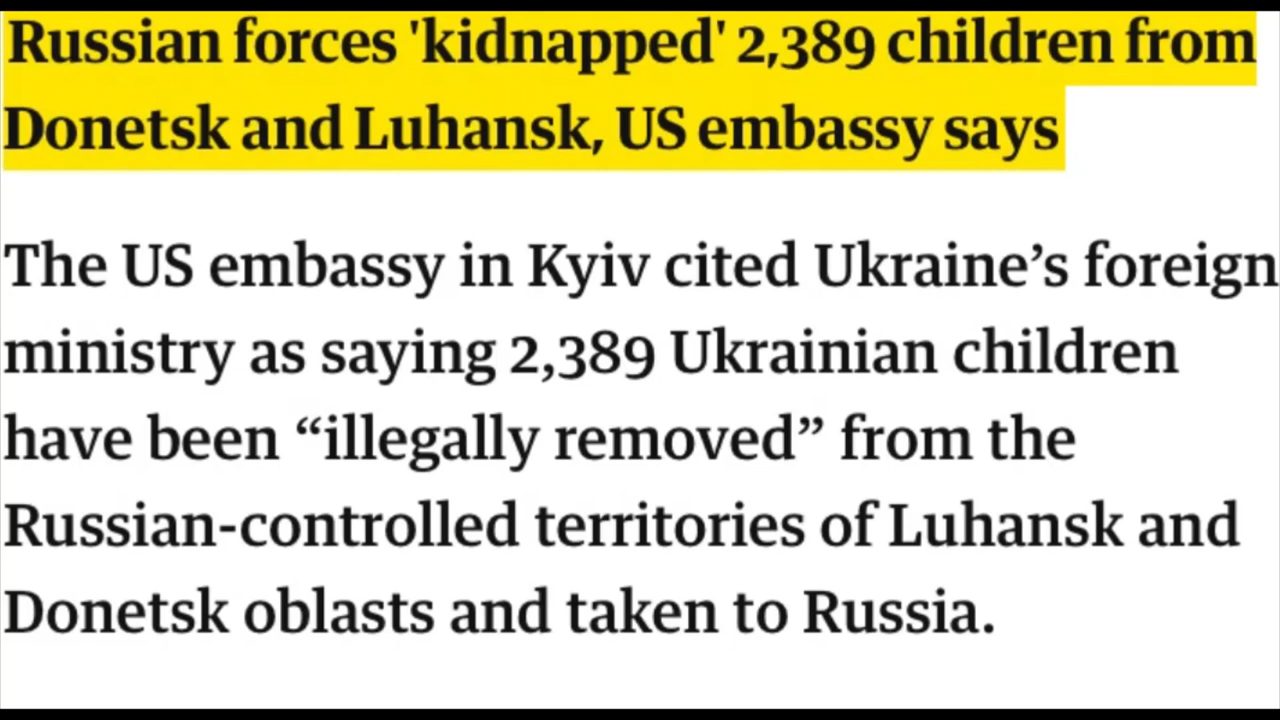 Russian forces 'kidnapped' 2,389 children from
Donetsk and Luhansk, US embassy says
The US embassy in Kyiv cited Ukraine’s foreign
ministry as saying 2,389 Ukrainian children
have been “illegally removed” from the
Russian-controlled territories of Luhansk and
Donetsk oblasts and taken to Russia.